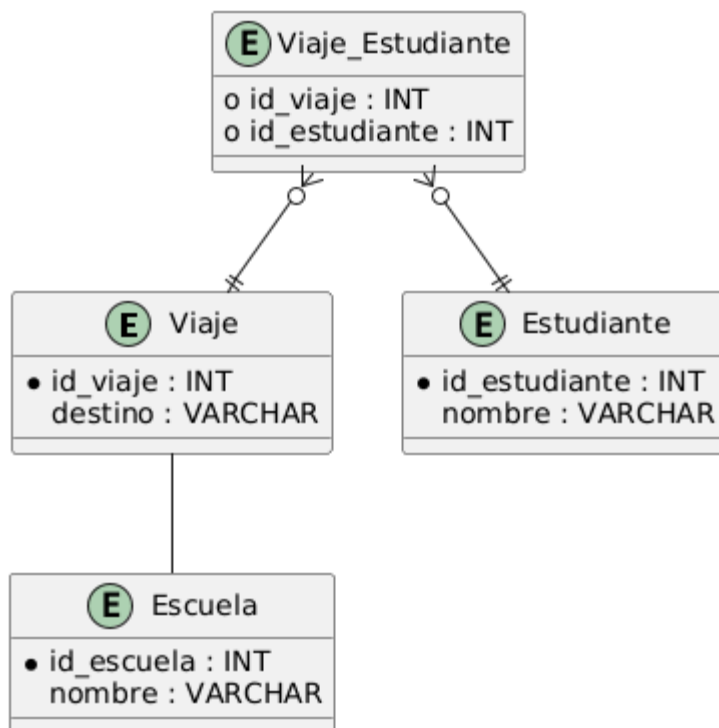 E Viaje_Estudiante
o id_viaje : INT
o id_estudiante : INT
E Viaje
id_viaje : INT
destino : VARCHAR
E Estudiante
id_estudiante : INT
nombre : VARCHAR
E Escuela
id_escuela : INT
nombre : VARCHAR